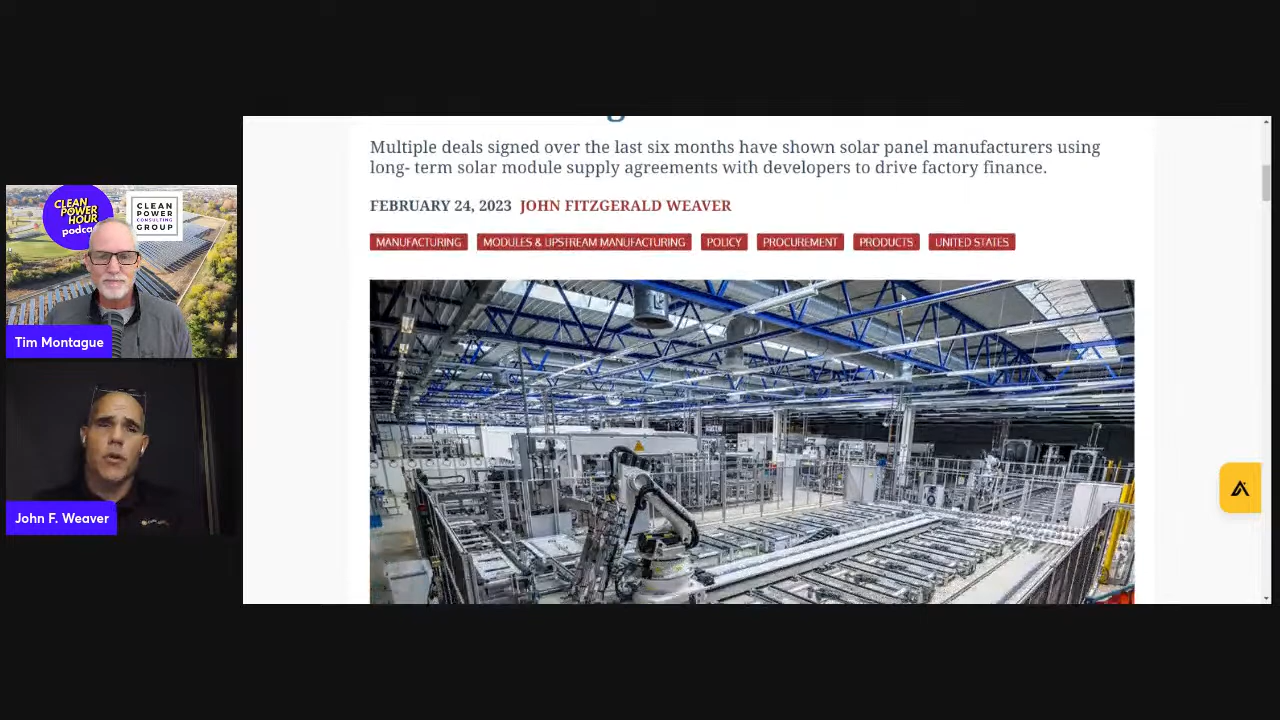 CLEAN
POWER
HOUR
podcast
CLEAN
POWER
CONSULTING
GROUP
Tim Montague
John F. Weaver
Multiple deals signed over the last six months have shown solar panel manufacturers using
long- term solar module supply agreements with developers to drive factory finance.
FEBRUARY 24, 2023 JOHN FITZGERALD WEAVER
MANUFACTURING MODULES & UPSTREAM MANUFACTURING POLICY PROCUREMENT PRODUCTS UNITED STATES